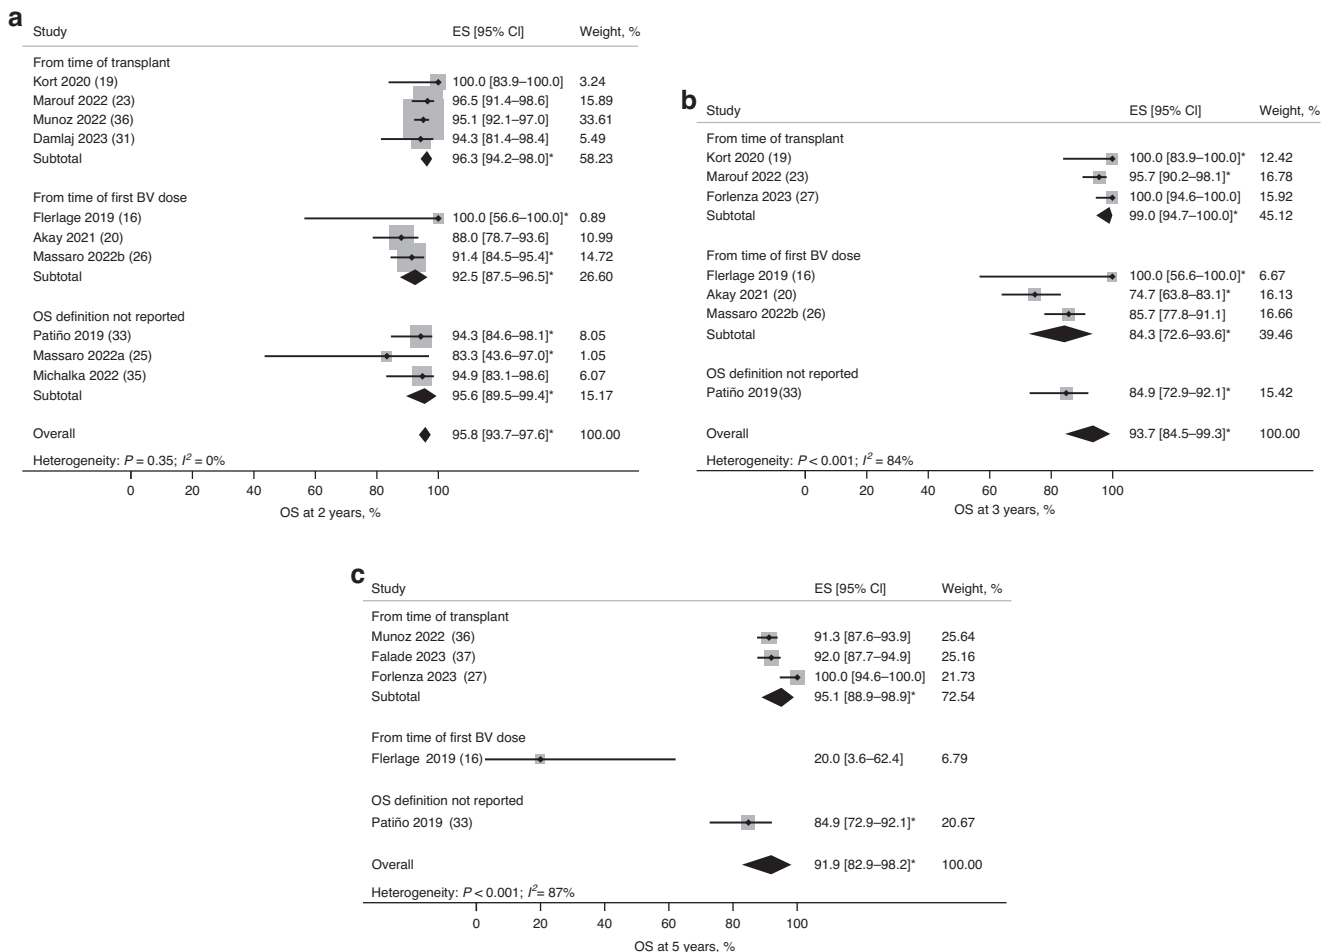 a
Study ES [95% CI] Weight, %
From time of transplant
Kort 2020 (19) 100.0 [83.9–100.0] 3.24
Marouf 2022 (23) 96.5 [91.4–98.6] 15.89
Munoz 2022 (36) 95.1 [92.1–97.0] 33.61
Damlaj 2023 (31) 94.3 [81.4–98.4] 5.49
Subtotal 96.3 [94.2–98.0]* 58.23
From time of first BV dose
Flerlage 2019 (16) 100.0 [56.6–100.0]* 0.89
Akay 2021 (20) 88.0 [78.7–93.6] 10.99
Massaro 2022b (26) 91.4 [84.5–95.4]* 14.72
Subtotal 92.5 [87.5–96.5]* 26.60
OS definition not reported
Patiño 2019 (33) 94.3 [84.6–98.1]* 8.05
Massaro 2022a (25) 83.3 [43.6–97.0]* 1.05
Michalka 2022 (35) 94.9 [83.1–98.6] 6.07
Subtotal 95.6 [89.5–99.4]* 15.17
Overall 95.8 [93.7–97.6]* 100.00
Heterogeneity: P = 0.35; I² = 0%
0 20 40 60 80 100
OS at 2 years, %
b
Study ES [95% CI] Weight, %
From time of transplant
Kort 2020 (19) 100.0 [83.9–100.0]* 12.42
Marouf 2022 (23) 95.7 [90.2–98.1]* 16.78
Forlenza 2023 (27) 100.0 [94.6–100.0] 15.92
Subtotal 99.0 [94.7–100.0]* 45.12
From time of first BV dose
Flerlage 2019 (16) 100.0 [56.6–100.0]* 6.67
Akay 2021 (20) 74.7 [63.8–83.1]* 16.13
Massaro 2022b (26) 85.7 [77.8–91.1] 16.66
Subtotal 84.3 [72.6–93.6]* 39.46
OS definition not reported
Patiño 2019(33) 84.9 [72.9–92.1]* 15.42
Overall 93.7 [84.5–99.3]* 100.00
Heterogeneity: P < 0.001; I² = 84%
0 20 40 60 80 100
OS at 3 years, %
c
Study ES [95% CI] Weight, %
From time of transplant
Munoz 2022 (36) 91.3 [87.6–93.9] 25.64
Falade 2023 (37) 92.0 [87.7–94.9] 25.16
Forlenza 2023 (27) 100.0 [94.6–100.0] 21.73
Subtotal 95.1 [88.9–98.9]* 72.54
From time of first BV dose
Flerlage 2019 (16) 20.0 [3.6–62.4] 6.79
OS definition not reported
Patiño 2019 (33) 84.9 [72.9–92.1]* 20.67
Overall 91.9 [82.9–98.2]* 100.00
Heterogeneity: P < 0.001; I² = 87%
0 20 40 60 80 100
OS at 5 years, %